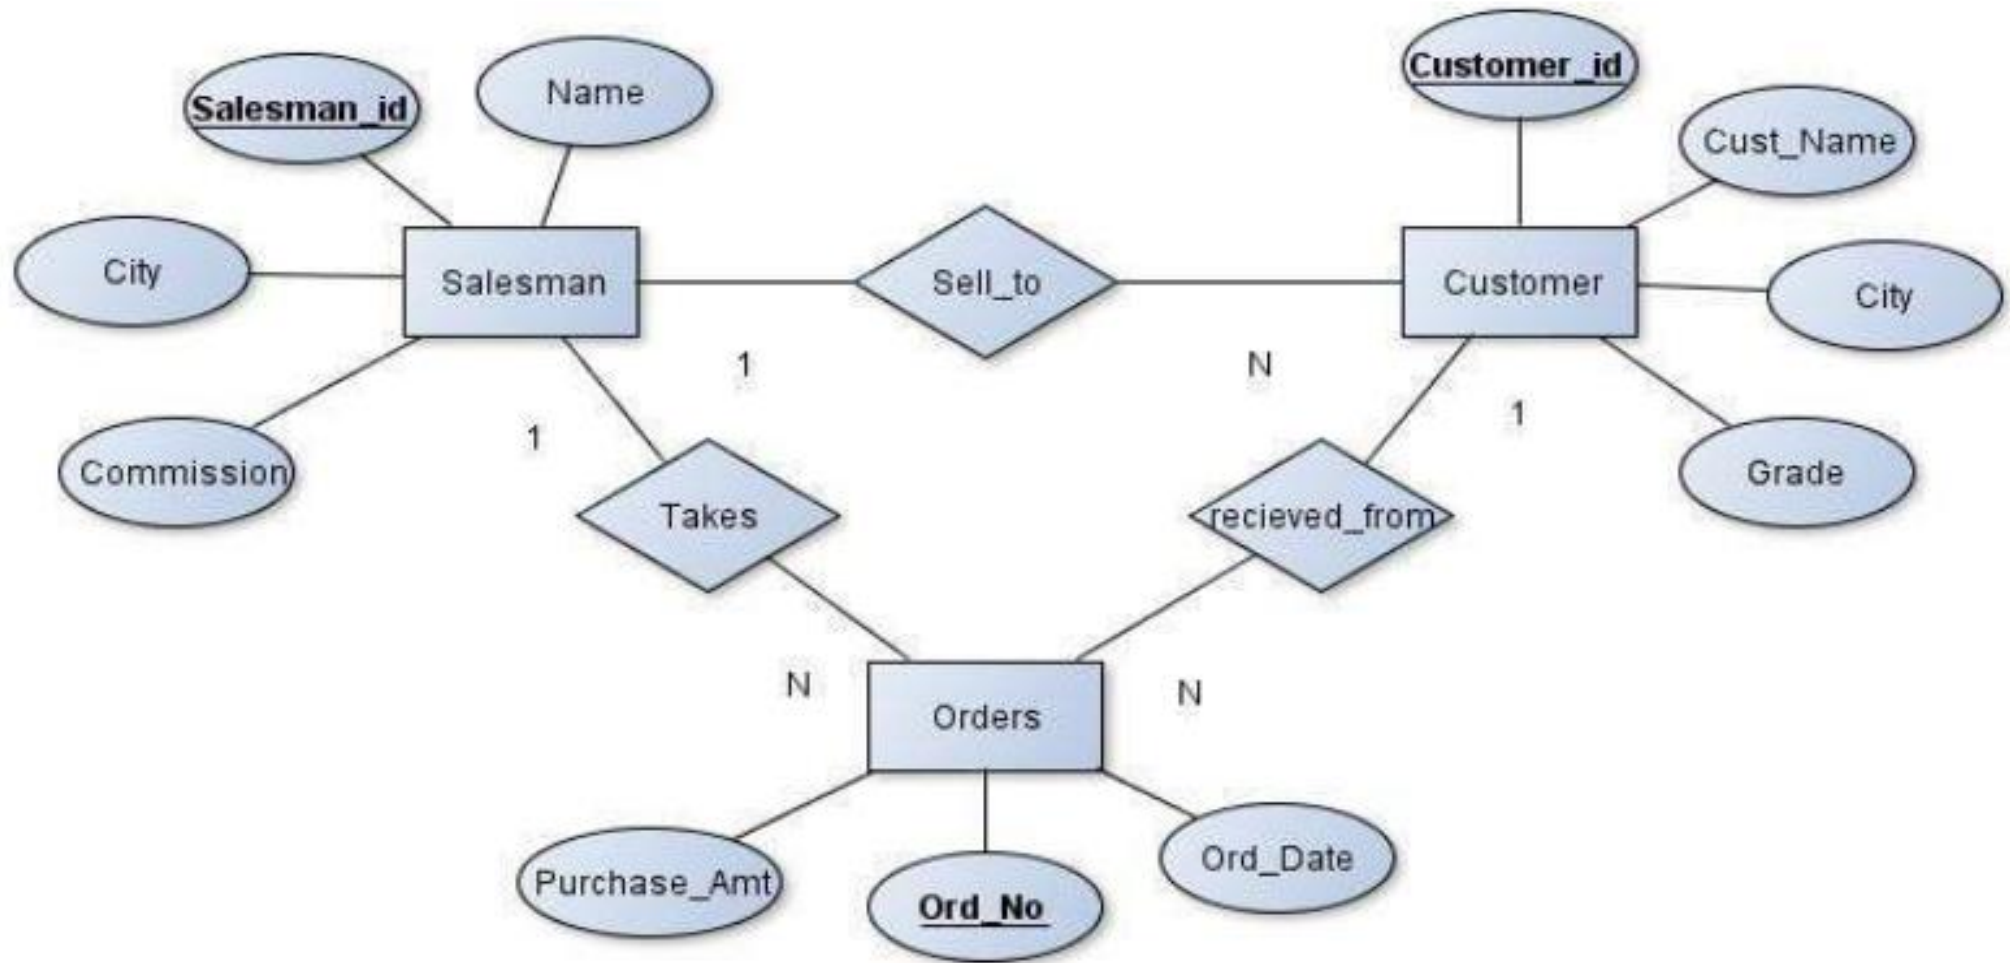 Customer_id
Name
Salesman_id
Cust_Name
City
Salesman
Sell_to
Customer
City
1
N
1
1
Commission
Grade
Takes
recieved_from
N
N
Orders
Ord_Date
Purchase_Amt
Ord_No